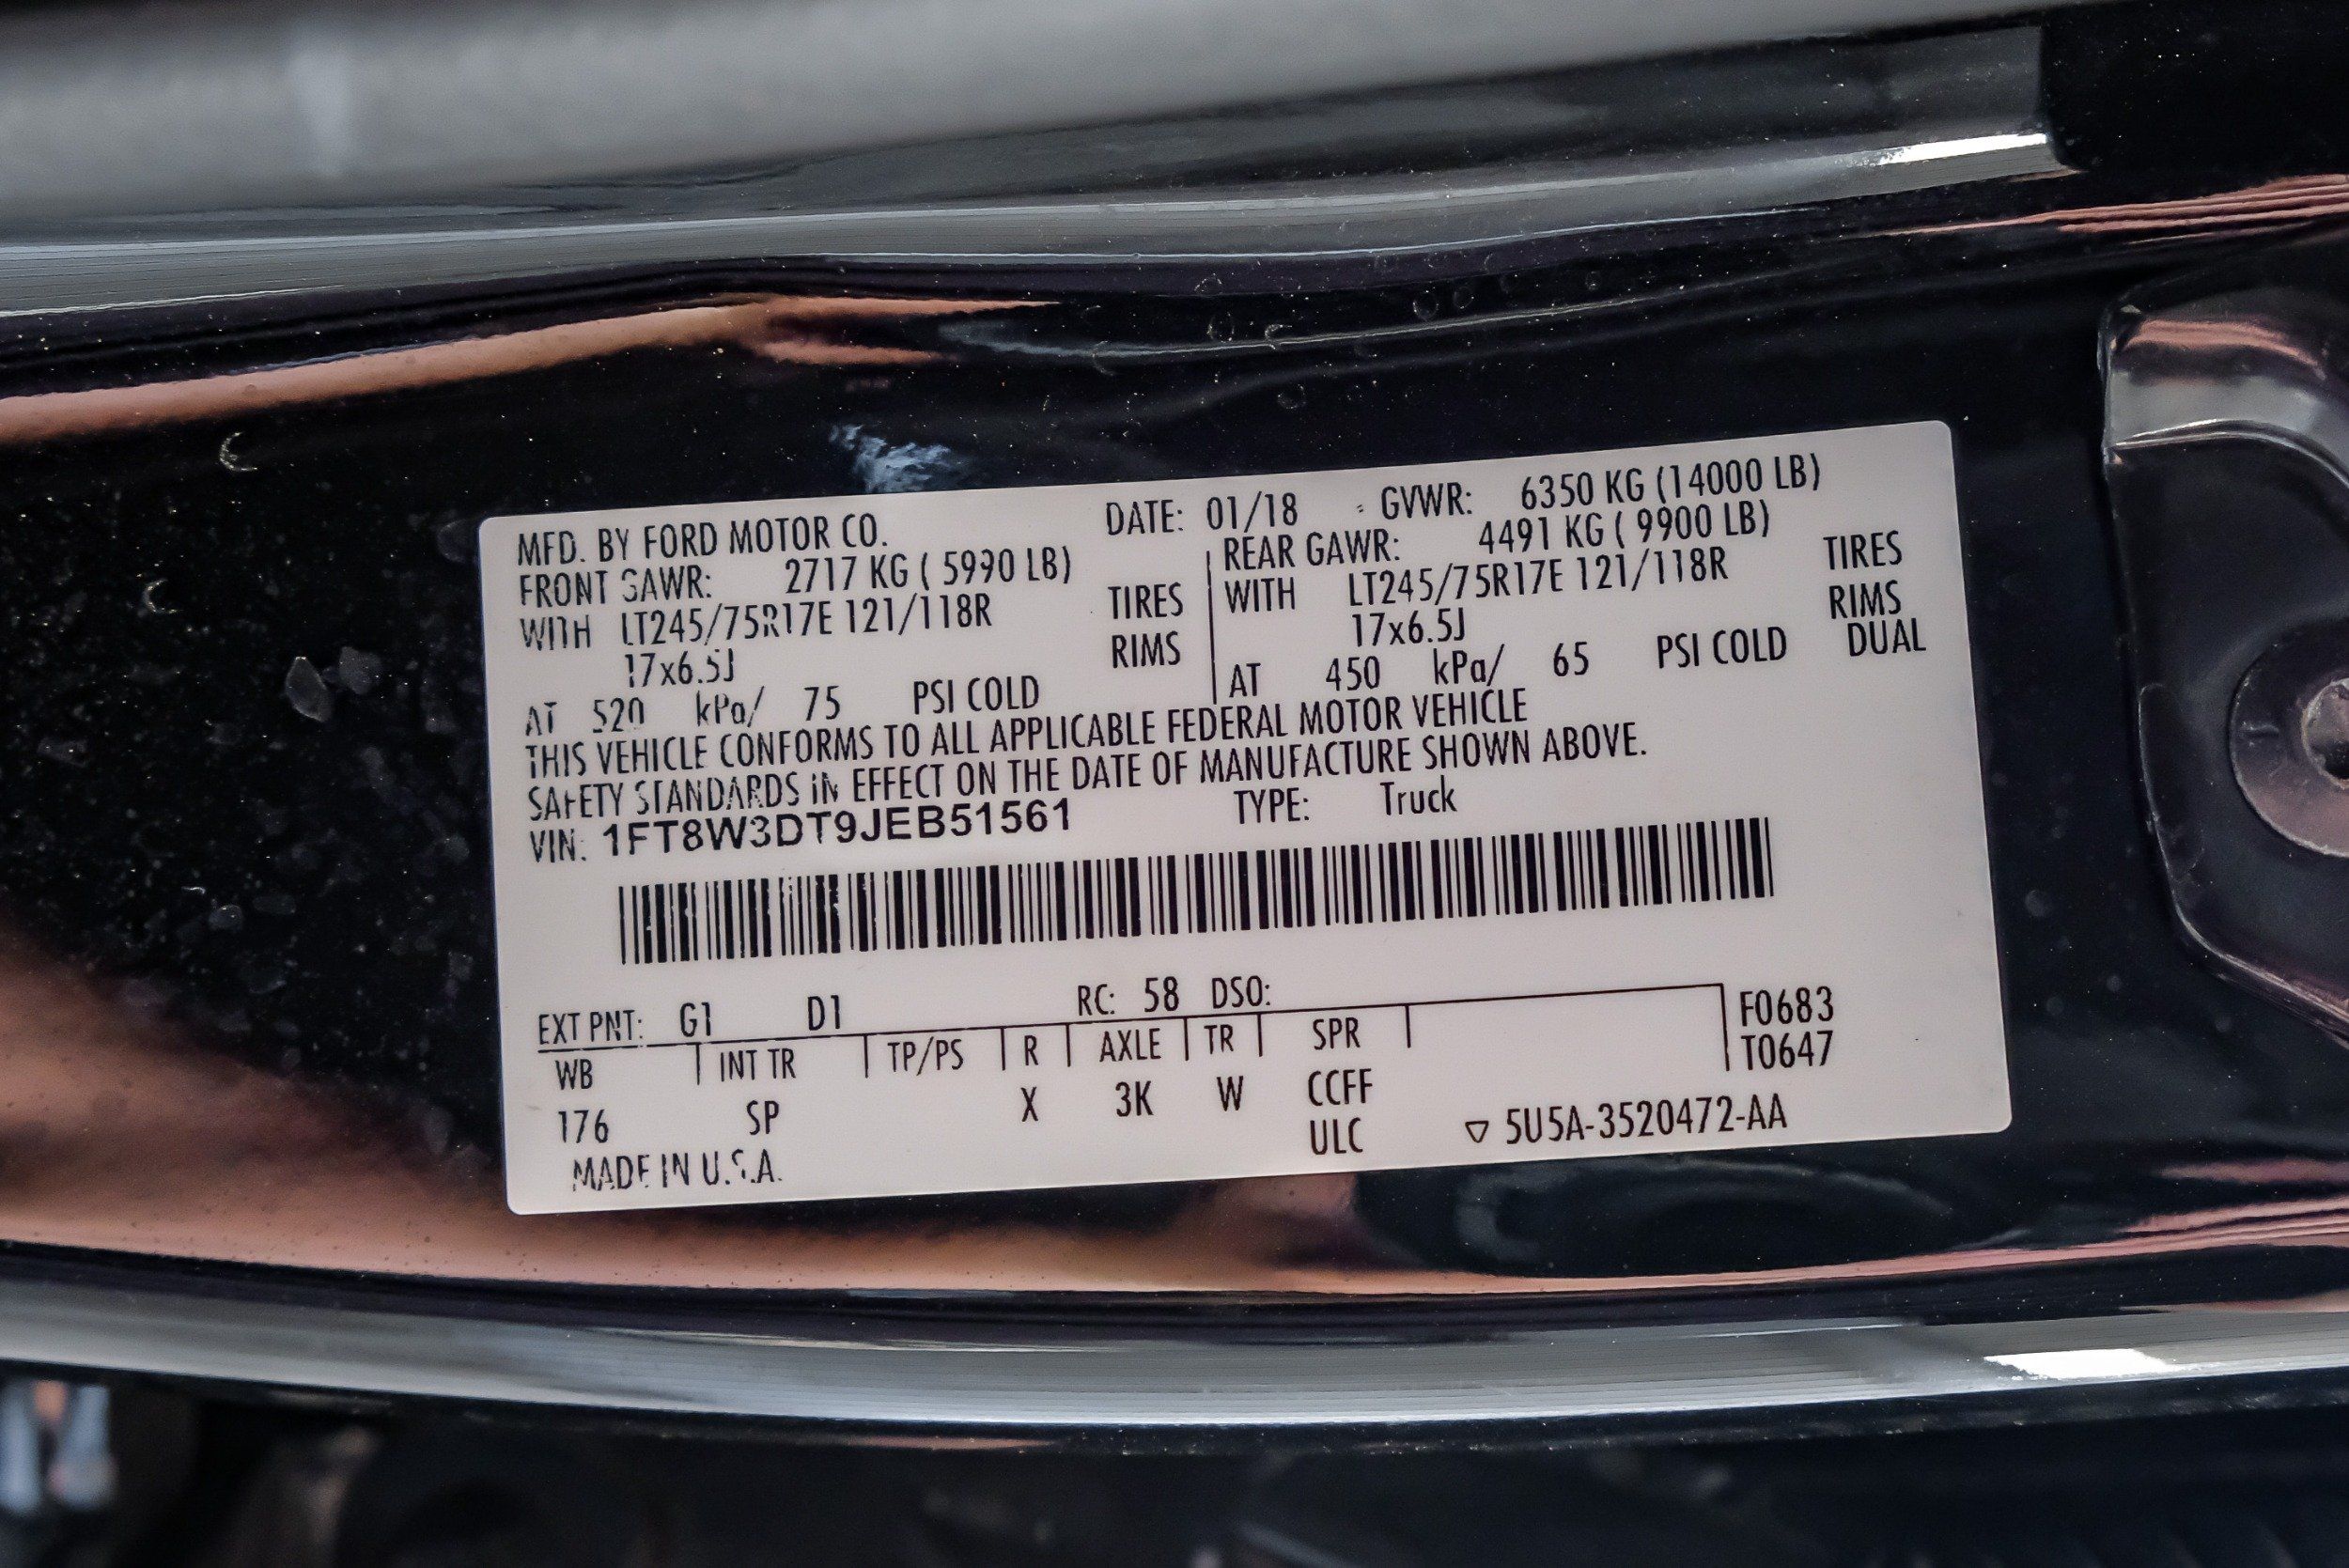 MFD. BY FORD MOTOR CO. DATE: 01/18 GVWR: 6350 KG (14000 LB)
FRONT GAWR: 2717 KG ( 5990 LB) REAR GAWR: 4491 KG ( 9900 LB)
WITH LT245/75R17E 121/118R TIRES WITH LT245/75R17E 121/118R TIRES
17x6.5J RIMS 17x6.5J RIMS
AT 520 kPa/ 75 PSI COLD AT 450 kPa/ 65 PSI COLD DUAL
THIS VEHICLE CONFORMS TO ALL APPLICABLE FEDERAL MOTOR VEHICLE
SAFETY STANDARDS IN EFFECT ON THE DATE OF MANUFACTURE SHOWN ABOVE.
VIN: 1FT8W3DT9JEB51561 TYPE: Truck
EXT PNT: G1 D1 RC: 58 DSO: F0683
WB INT TR TP/PS R AXLE TR SPR T0647
176 SP X 3K W CCFF
ULC ▽ 5U5A-3520472-AA
MADE IN U.S.A.